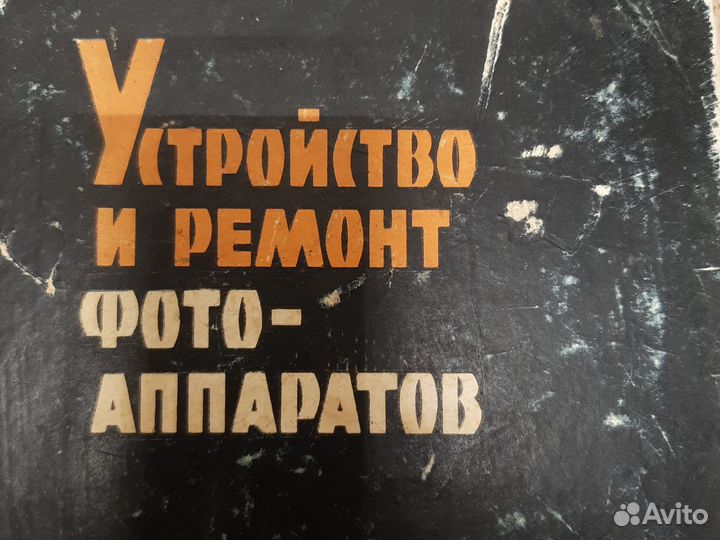 Устройство
и ремонт
фото-
аппаратов
Avito